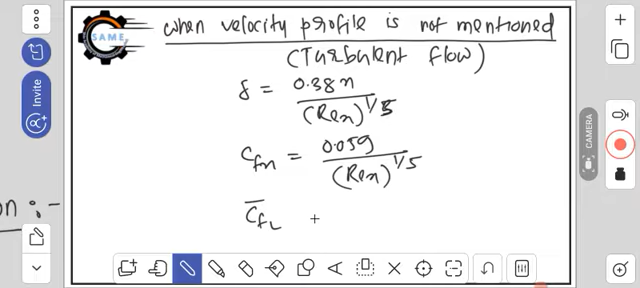 SAME,
when velocity profile is not mentioned
(Turbulent flow)
δ = 0.38x / (Rex)^1/5
Cfx = 0.059 / (Rex)^1/5
C̅fL
on :-
Invite
CAMERA